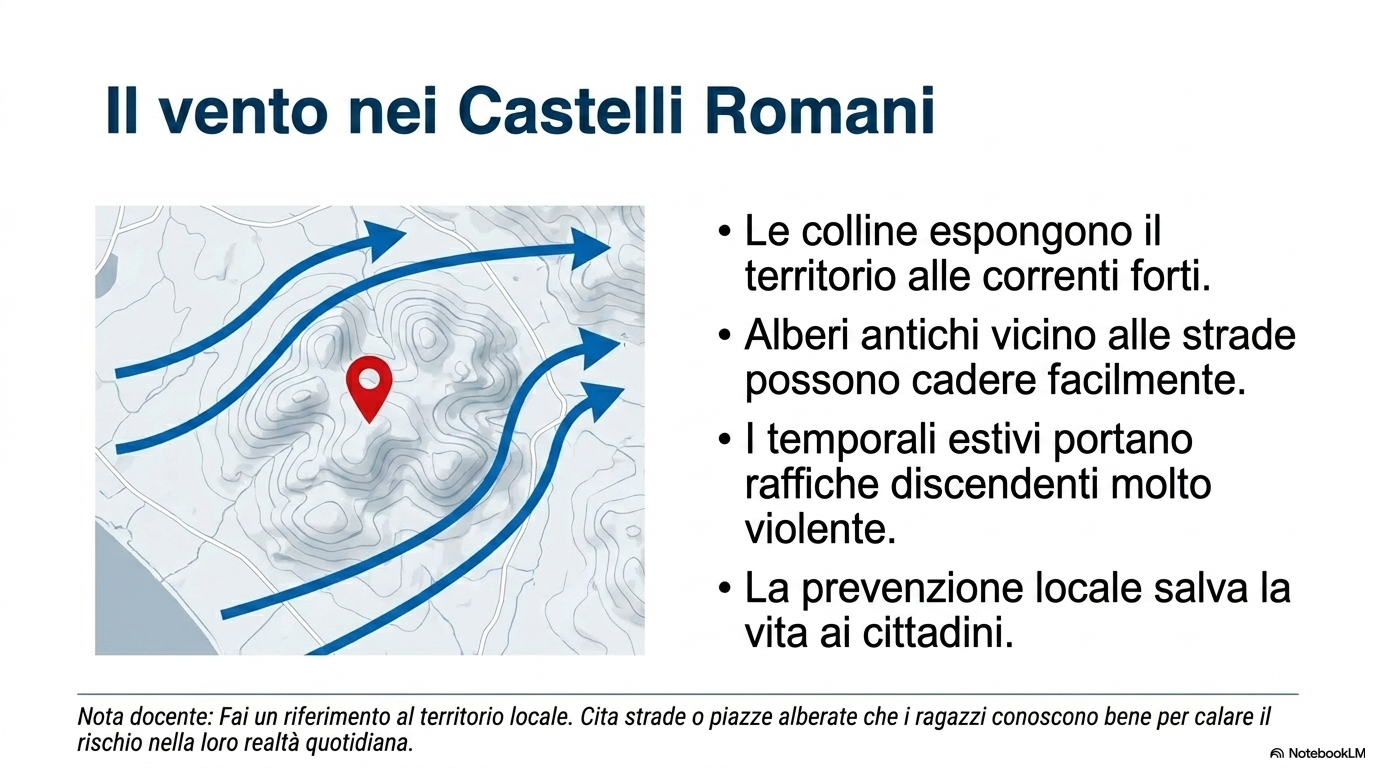 Il vento nei Castelli Romani
• Le colline espongono il
territorio alle correnti forti.
• Alberi antichi vicino alle strade
possono cadere facilmente.
• I temporali estivi portano
raffiche discendenti molto
violente.
• La prevenzione locale salva la
vita ai cittadini.
Nota docente: Fai un riferimento al territorio locale. Cita strade o piazze alberate che i ragazzi conoscono bene per calare il
rischio nella loro realtà quotidiana.
NotebookLM